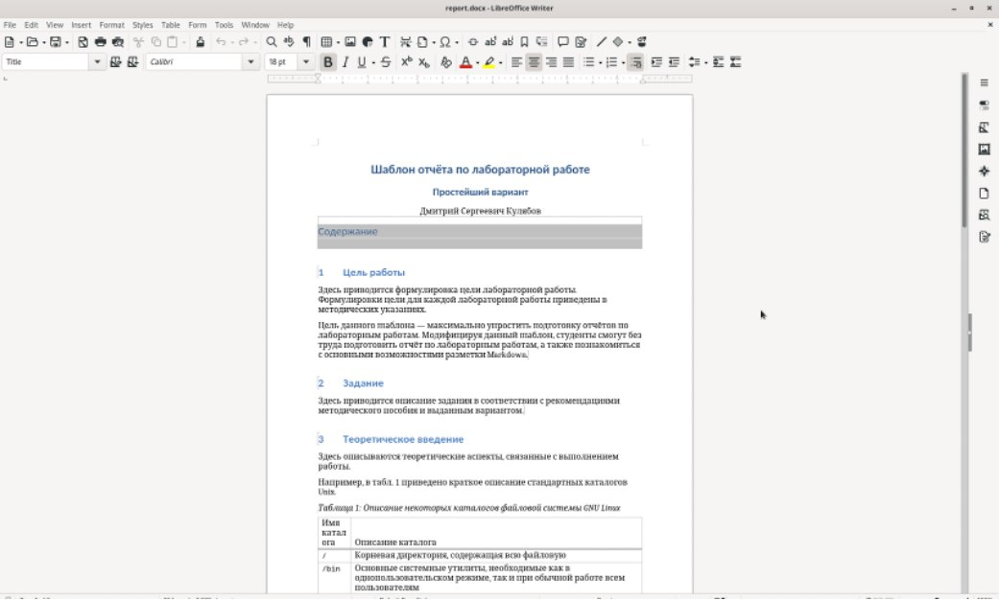 report.docx - LibreOffice Writer
File Edit View Insert Format Styles Table Form Tools Window Help
Title Calibri 18 pt
Шаблон отчёта по лабораторной работе
Простейший вариант
Дмитрий Сергеевич Кулябов
Содержание
1 Цель работы
Здесь приводится формулировка цели лабораторной работы.
Формулировки цели для каждой лабораторной работы приведены в
методических указаниях.
Цель данного шаблона — максимально упростить подготовку отчётов по
лабораторным работам. Модифицируя данный шаблон, студенты смогут без
труда подготовить отчёт по лабораторным работам, а также познакомиться
с основными возможностями разметки Markdown.
2 Задание
Здесь приводится описание задания в соответствии с рекомендациями
методического пособия и выданным вариантом.
3 Теоретическое введение
Здесь описываются теоретические аспекты, связанные с выполнением
работы.
Например, в табл. 1 приведено краткое описание стандартных каталогов
Unix.
Таблица 1: Описание некоторых каталогов файловой системы GNU Linux
Имя
катал
ога Описание каталога
/ Корневая директория, содержащая всю файловую
/bin Основные системные утилиты, необходимые как в
однопользовательском режиме, так и при обычной работе всем
пользователям